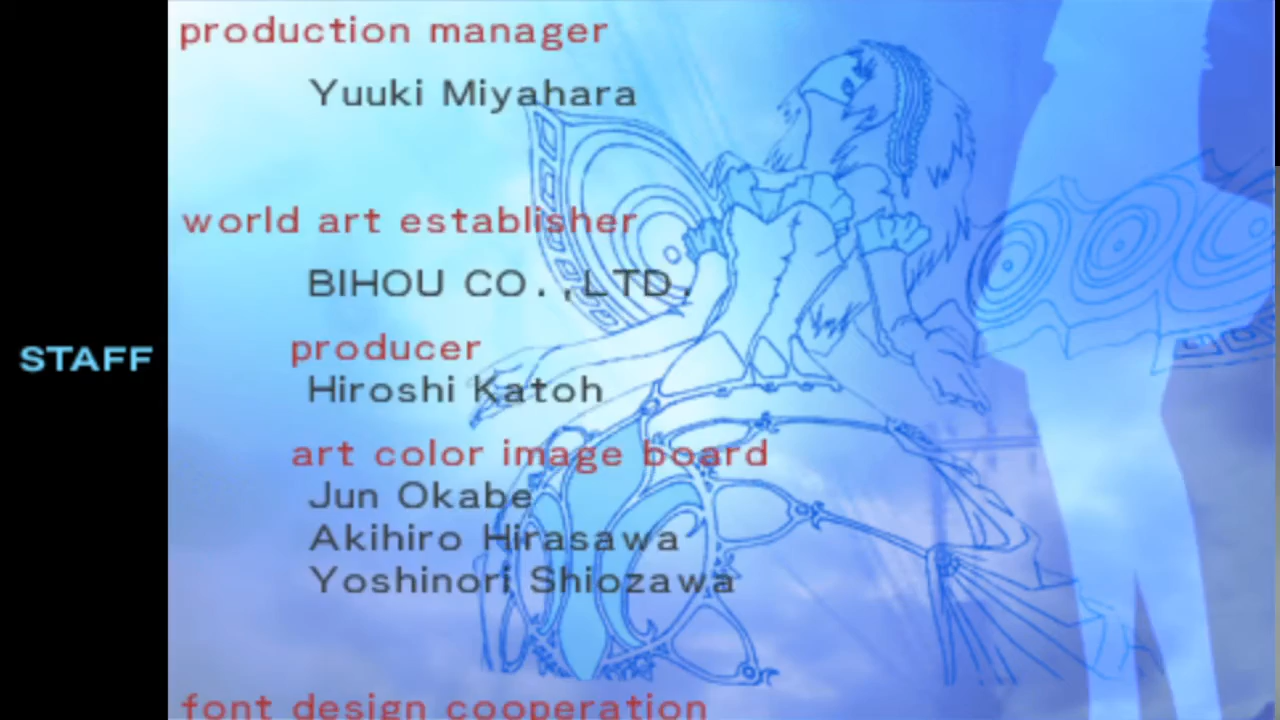 production manager
Yuuki Miyahara
world art establisher
BIHOU CO.,LTD.
STAFF
producer
Hiroshi Katoh
art color image board
Jun Okabe
Akihiro Hirasawa
Yoshinori Shiozawa
font design cooperation